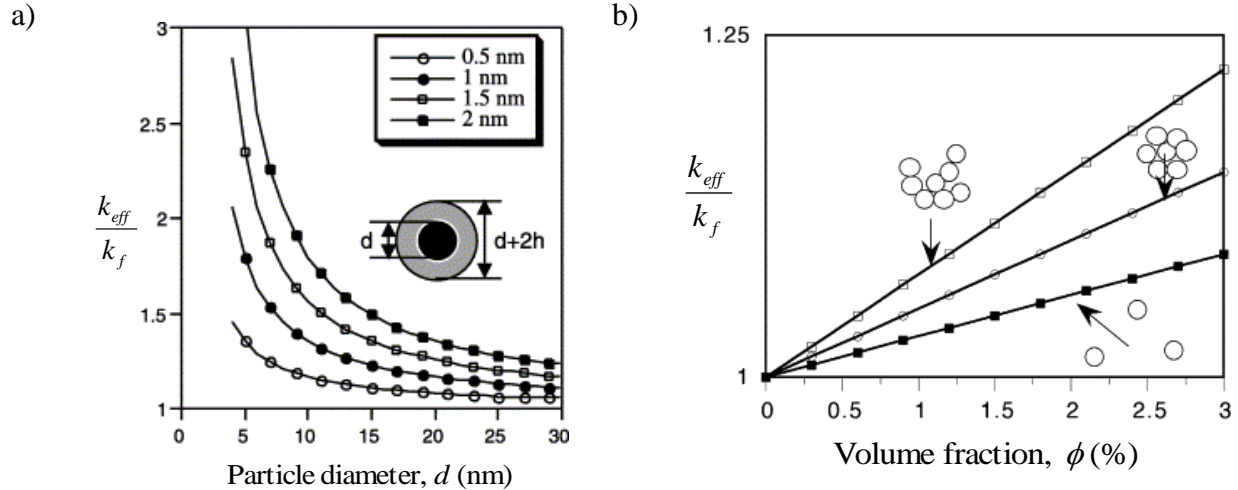 a)
3
2.5
2
1.5
1
k_eff
k_f
0.5 nm
1 nm
1.5 nm
2 nm
d
d+2h
0 5 10 15 20 25 30
Particle diameter, d (nm)
b)
1.25
1
k_eff
k_f
0 0.5 1 1.5 2 2.5 3
Volume fraction, ϕ (%)